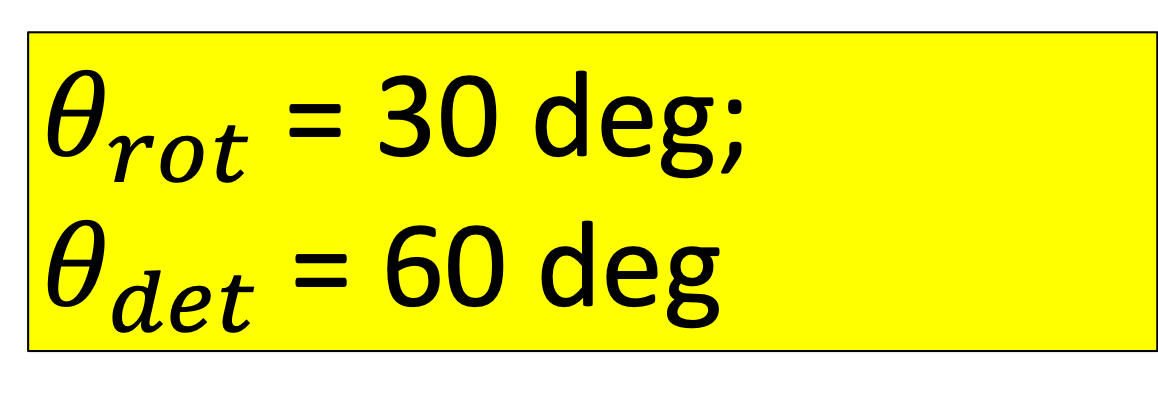 θ_rot = 30 deg;
θ_det = 60 deg